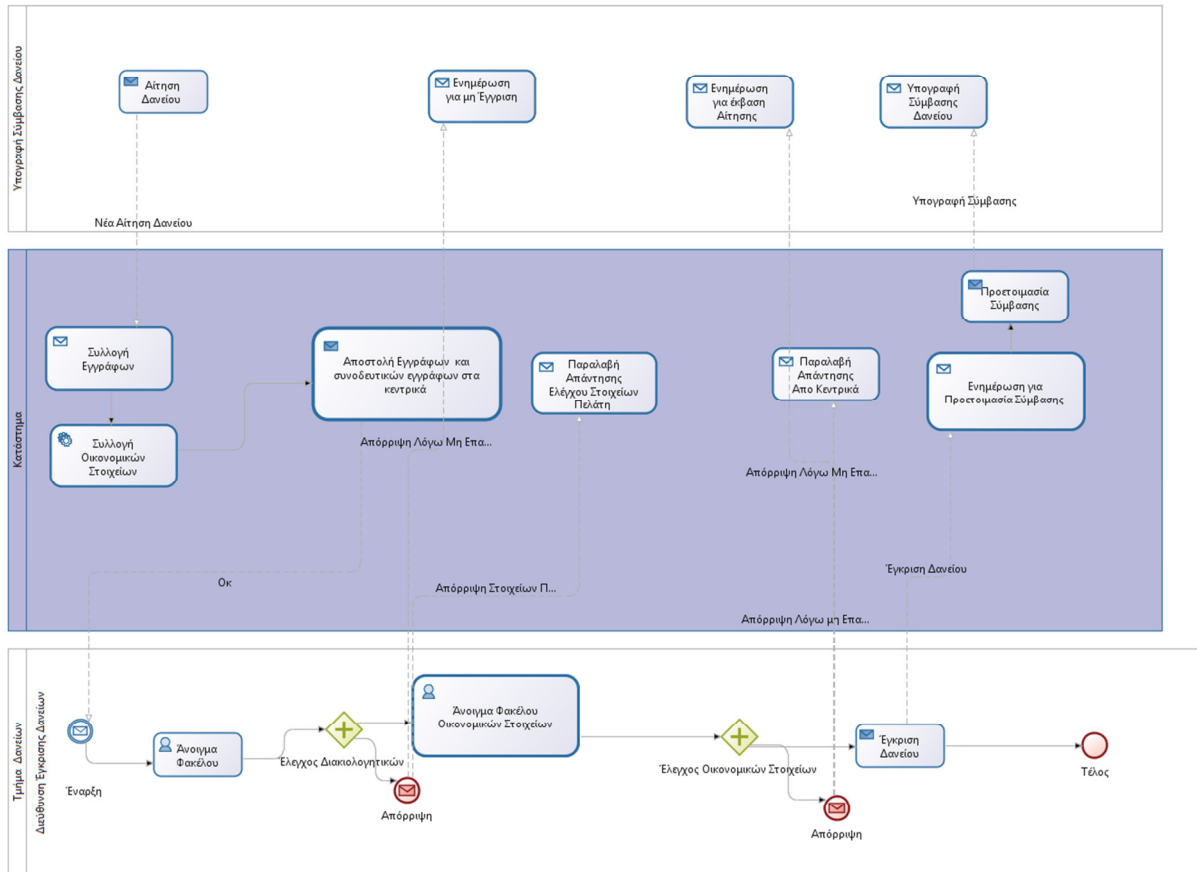 Υπογραφή Σύμβασης Δανείου
Αίτηση
Δανείου
Ενημέρωση
για μη Έγγριση
Ενημέρωση
για έκβαση
Αίτησης
Υπογραφή
Σύμβασης
Δανείου
Νέα Αίτηση Δανείου
Υπογραφή Σύμβασης
Κατάστημα
Συλλογή
Εγγράφων
Συλλογή
Οικονομικών
Στοιχείων
Αποστολή Εγγράφων και
συνοδευτικών εγγράφων στα
κεντρικά
Παραλαβή
Απάντησης
Ελέγχου Στοιχείων
Πελάτη
Παραλαβή
Απάντησης
Απο Κεντρικά
Προετοιμασία
Σύμβασης
Ενημέρωση για
Προετοιμασία Σύμβασης
Απόρριψη Λόγω Μη Επα...
Απόρριψη Λόγω Μη Επα...
Οκ
Απόρριψη Στοιχείων Π...
Έγκριση Δανείου
Απόρριψη Λόγω μη Επα...
Τμήμα Δανείων
Διεύθυνση Έγκρισης Δανείων
Έναρξη
Άνοιγμα
Φακέλου
Έλεγχος Διακιολογητικών
Απόρριψη
Άνοιγμα Φακέλου
Οικονομικών Στοιχείων
Έλεγχος Οικονομικών Στοιχείων
Απόρριψη
Έγκριση
Δανείου
Τέλος